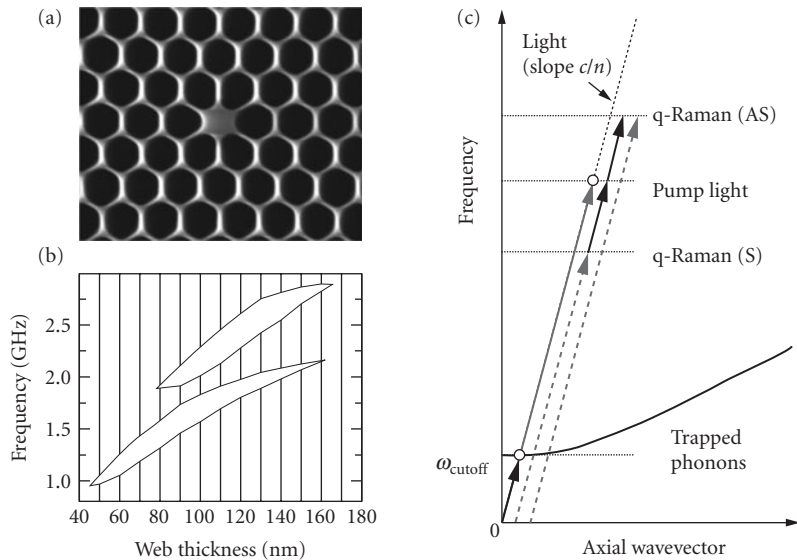 (a)
(b)
Frequency (GHz)
2.5
2.0
1.5
1.0
40 60 80 100 120 140 160 180
Web thickness (nm)
(c)
Light
(slope c/n)
q-Raman (AS)
Pump light
q-Raman (S)
Frequency
Trapped
phonons
ωcutoff
0
Axial wavevector